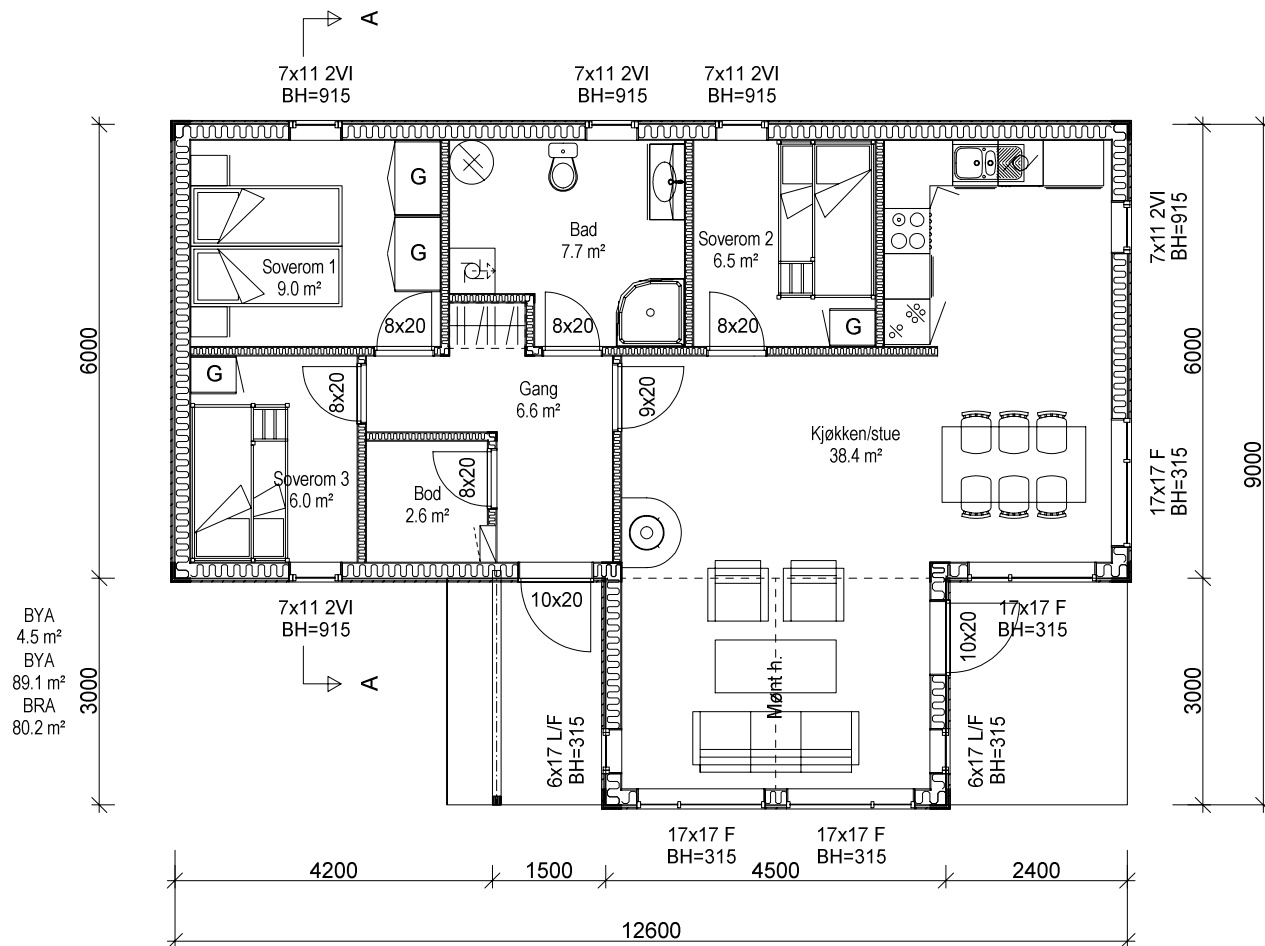 A
7x11 2VI
BH=915
7x11 2VI
BH=915
7x11 2VI
BH=915
G
G
Soverom 1
9.0 m²
8x20
Bad
7.7 m²
8x20
Soverom 2
6.5 m²
8x20
G
7x11 2VI
BH=915
6000
6000
9000
G
8x20
Gang
6.6 m²
9x20
Kjøkken/stue
38.4 m²
Soverom 3
6.0 m²
Bod
2.6 m²
8x20
17x17 F
BH=315
7x11 2VI
BH=915
10x20
17x17 F
BH=315
10x20
BYA
4.5 m²
BYA
89.1 m²
BRA
80.2 m²
3000
3000
A
Mønt h.
6x17 L/F
BH=315
6x17 L/F
BH=315
17x17 F
BH=315
17x17 F
BH=315
4200
1500
4500
2400
12600